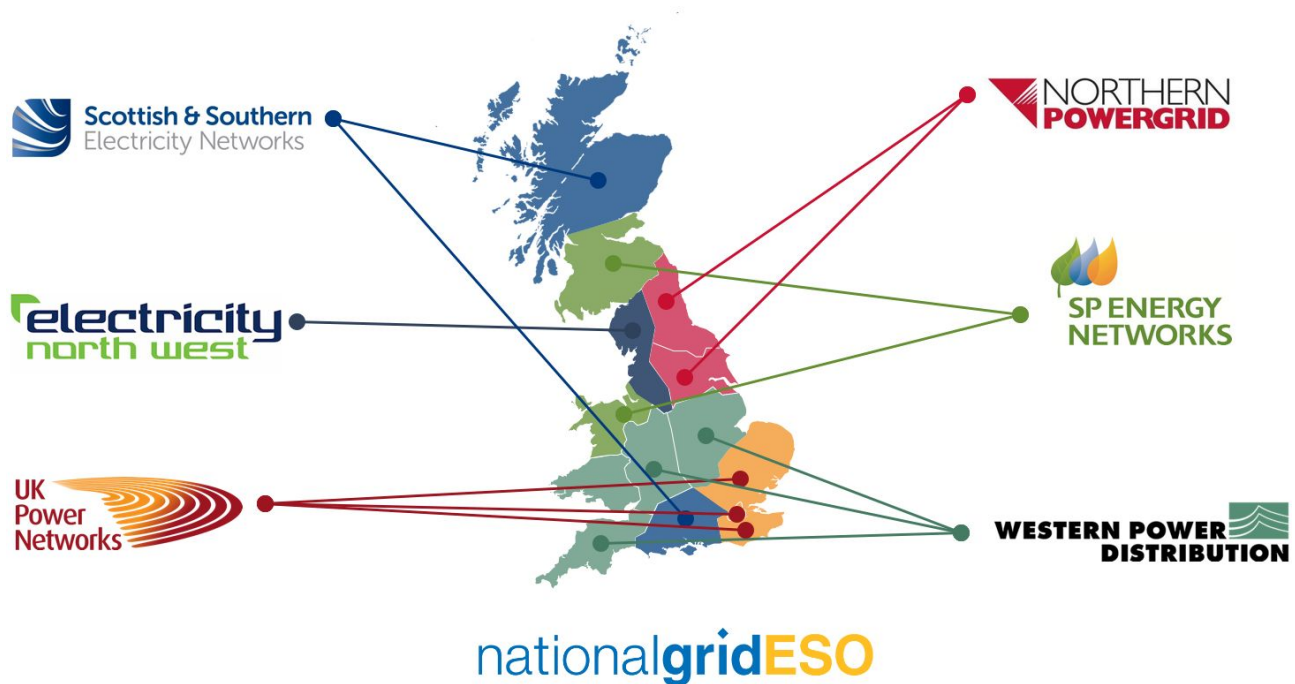 Scottish & Southern
Electricity Networks
NORTHERN
POWERGRID
SP ENERGY
NETWORKS
electricity
north west
UK
Power
Networks
WESTERN POWER
DISTRIBUTION
nationalgridESO